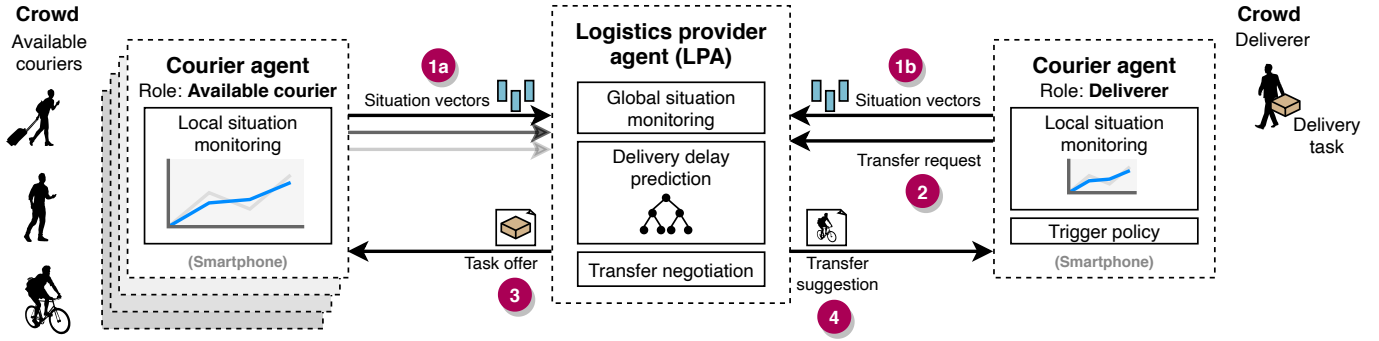 Crowd
Available
couriers
Courier agent
Role: Available courier
Local situation
monitoring
(Smartphone)
1a
Situation vectors
Task offer
3
Logistics provider
agent (LPA)
Global situation
monitoring
Delivery delay
prediction
Transfer negotiation
1b
Situation vectors
Transfer request
2
Transfer
suggestion
4
Courier agent
Role: Deliverer
Local situation
monitoring
Trigger policy
(Smartphone)
Crowd
Deliverer
Delivery
task